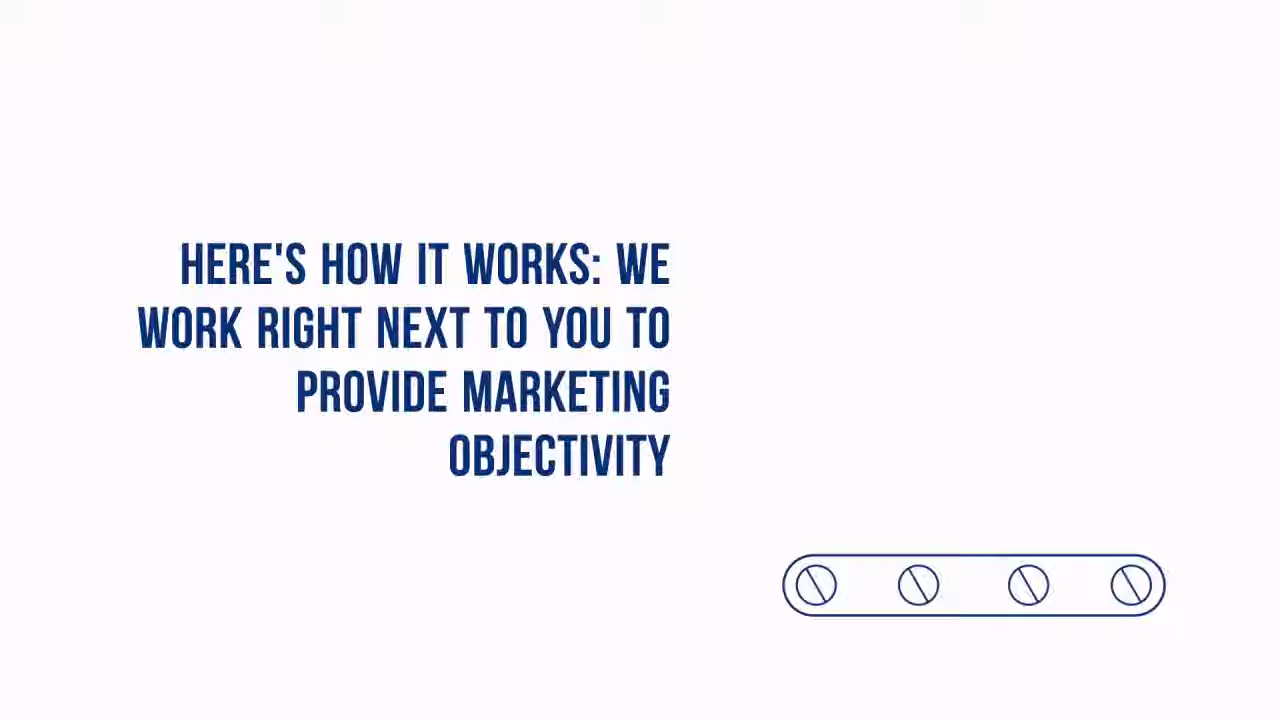 HERE'S HOW IT WORKS: WE
WORK RIGHT NEXT TO YOU TO
PROVIDE MARKETING
OBJECTIVITY